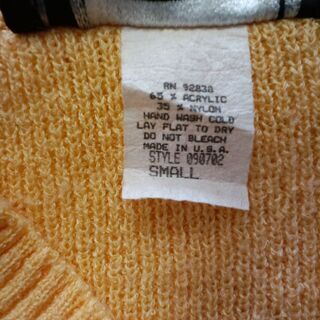 RN 92838
65 % ACRYLIC
35 % NYLON
HAND WASH COLD
LAY FLAT TO DRY
DO NOT BLEACH
MADE IN U.S.A.
STYLE 090702
SMALL